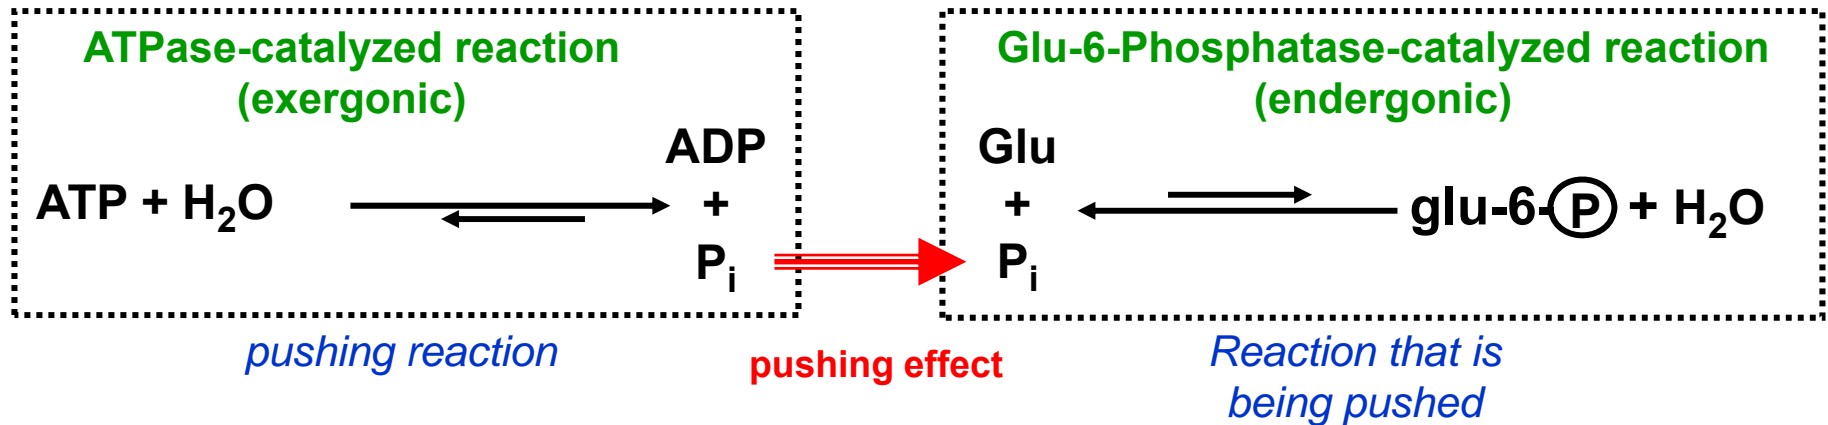 ATPase-catalyzed reaction
(exergonic)
ATP + H₂O
ADP
+
Pᵢ
pushing reaction
pushing effect
Glu-6-Phosphatase-catalyzed reaction
(endergonic)
Glu
+
Pᵢ
glu-6-P + H₂O
Reaction that is
being pushed